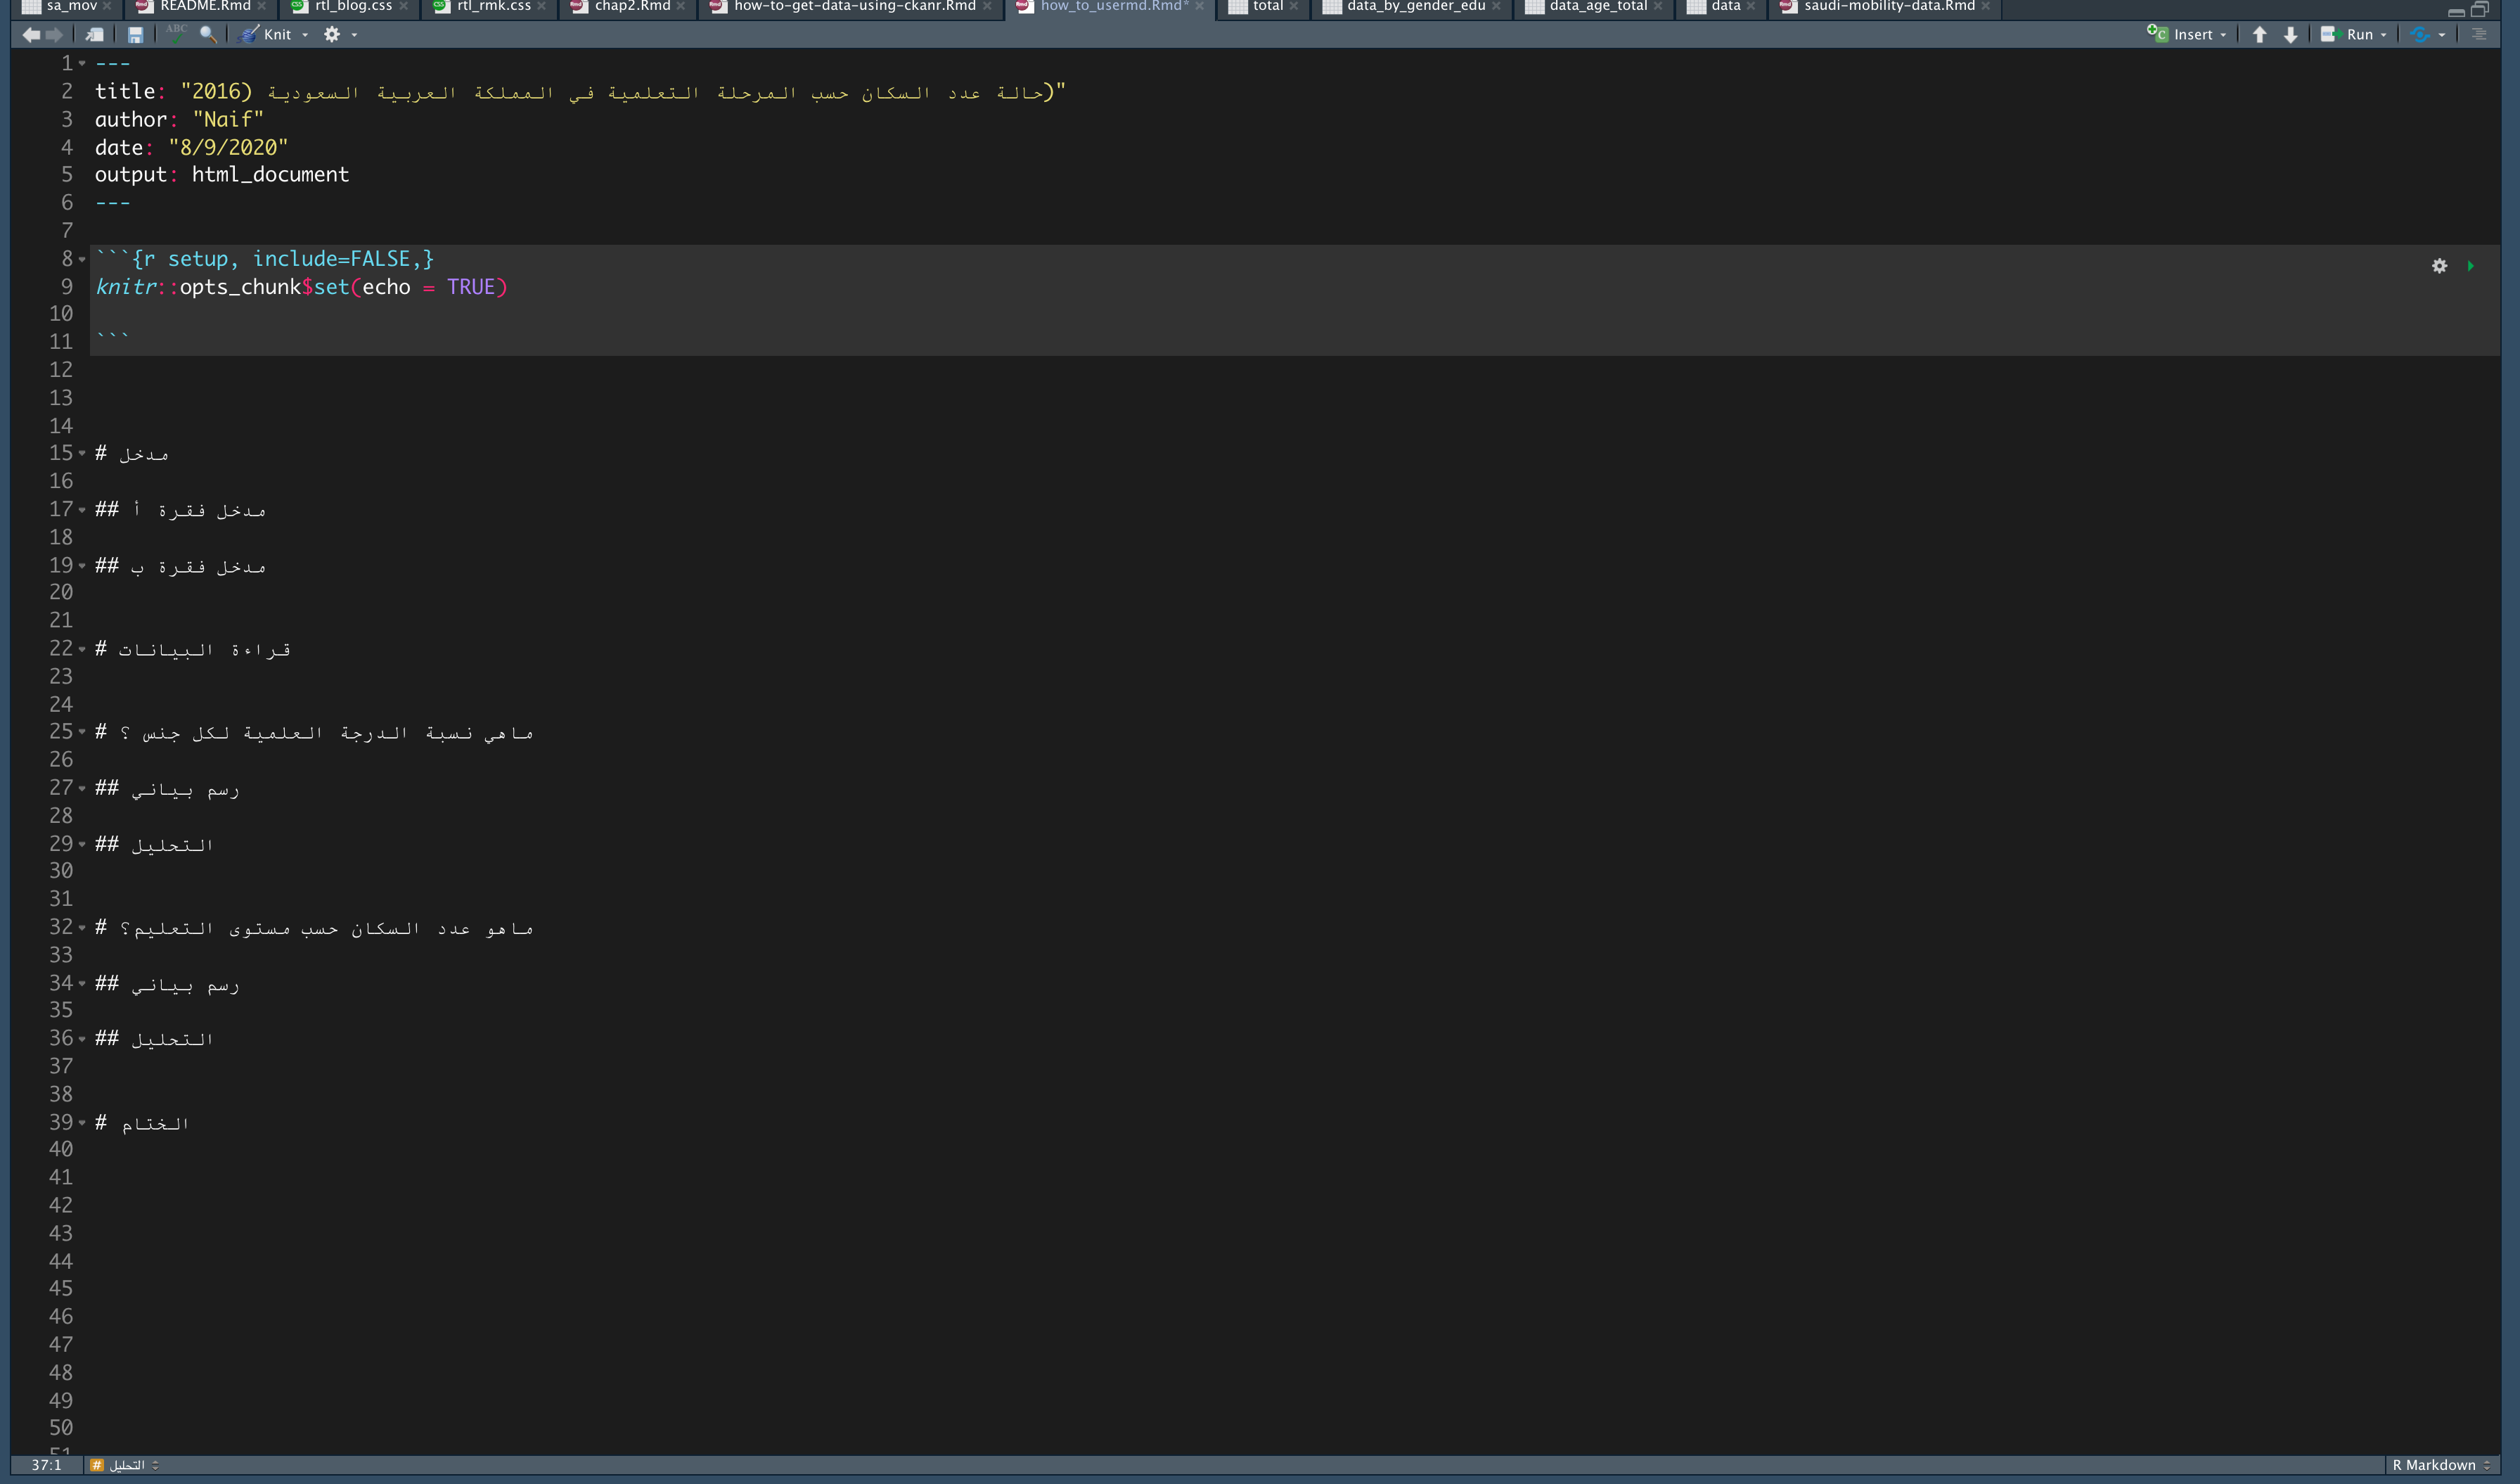 sa_mov README.Rmd rtl_blog.css rtl_rmk.css chap2.Rmd how-to-get-data-using-ckanr.Rmd how_to_usermd.Rmd* total data_by_gender_edu data_age_total data saudi-mobility-data.Rmd
ABC Knit Insert Run
1 ---
2 title: "حالة عدد السكان حسب المرحلة التعلمية في المملكة العربية السعودية (2016)"
3 author: "Naif"
4 date: "8/9/2020"
5 output: html_document
6 ---
7
8 ```{r setup, include=FALSE,}
9 knitr::opts_chunk$set(echo = TRUE)
10
11 ```
12
13
14
15 # مدخل
16
17 ## مدخل فقرة أ
18
19 ## مدخل فقرة ب
20
21
22 # قراءة البيانات
23
24
25 # ماهي نسبة الدرجة العلمية لكل جنس ؟
26
27 ## رسم بياني
28
29 ## التحليل
30
31
32 # ماهو عدد السكان حسب مستوى التعليم؟
33
34 ## رسم بياني
35
36 ## التحليل
37
38
39 # الختام
40
41
42
43
44
45
46
47
48
49
50
51
37:1 # التحليل R Markdown